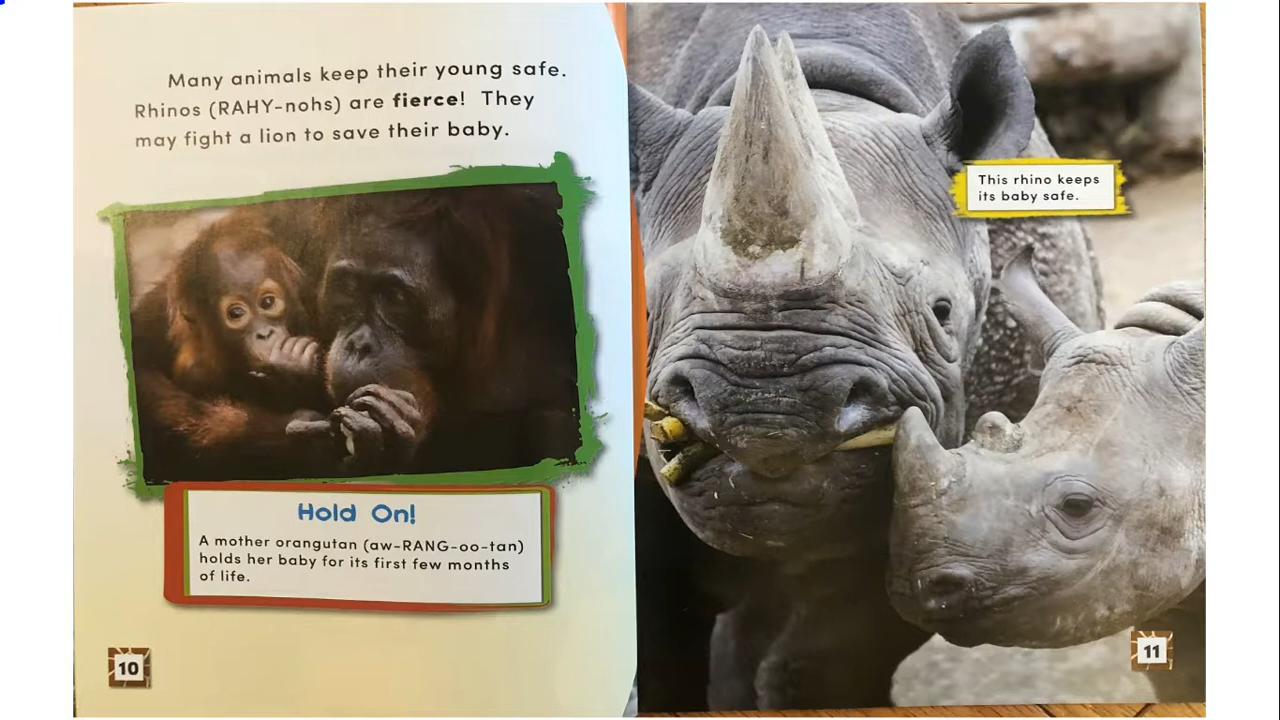 Many animals keep their young safe.
Rhinos (RAHY-nohs) are fierce! They
may fight a lion to save their baby.
Hold On!
A mother orangutan (aw-RANG-oo-tan)
holds her baby for its first few months
of life.
10
This rhino keeps
its baby safe.
11